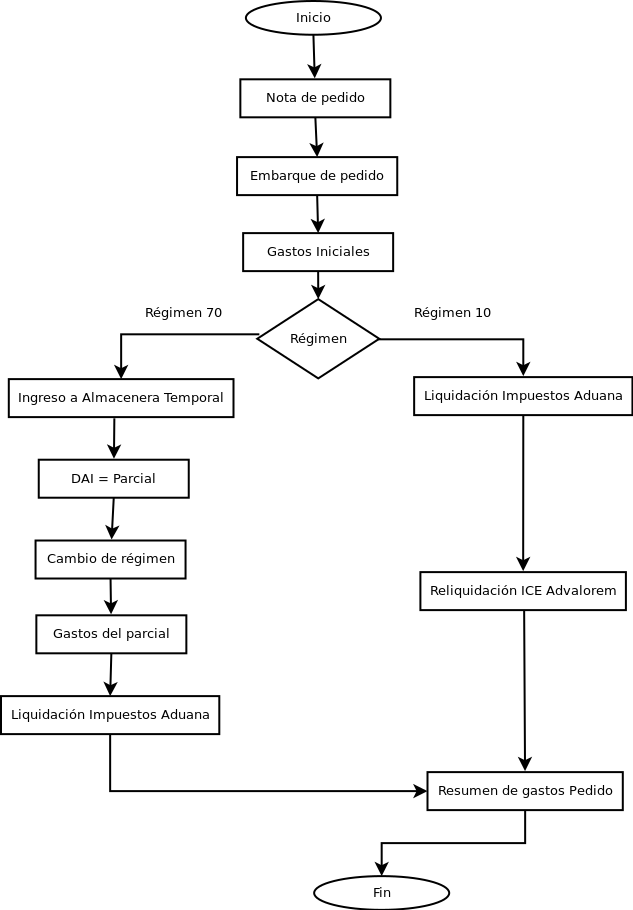 Inicio
Nota de pedido
Embarque de pedido
Gastos Iniciales
Régimen 70
Régimen 10
Régimen
Ingreso a Almacenera Temporal
Liquidación Impuestos Aduana
DAI = Parcial
Cambio de régimen
Reliquidación ICE Advalorem
Gastos del parcial
Liquidación Impuestos Aduana
Resumen de gastos Pedido
Fin